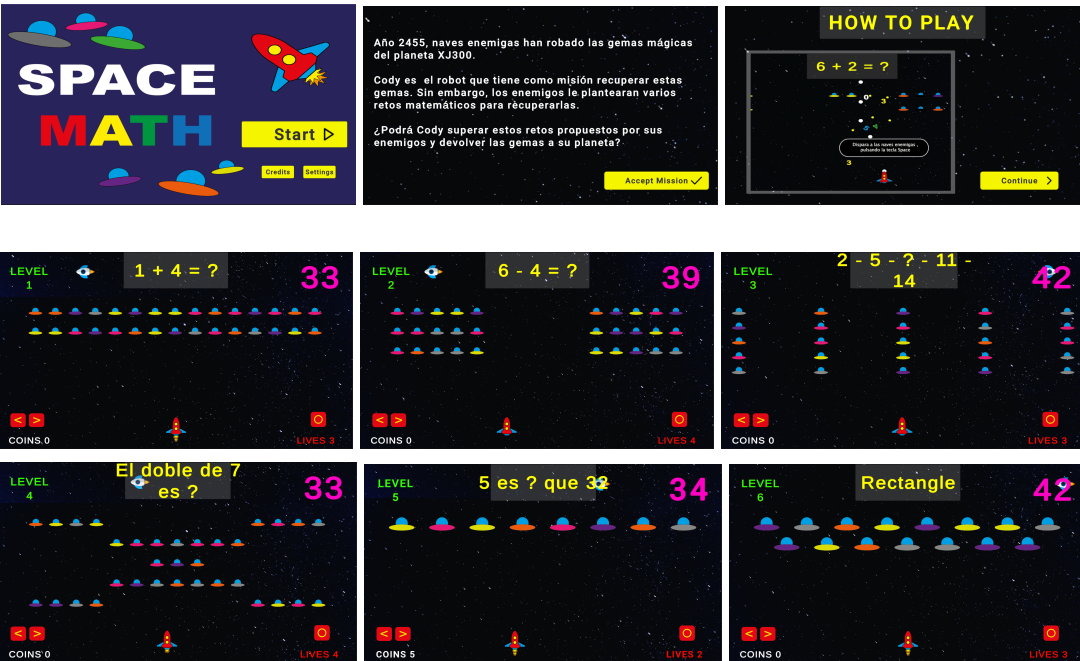 SPACE
MATH
Start
Credits
Settings
Año 2455, naves enemigas han robado las gemas mágicas
del planeta XJ300.
Cody es el robot que tiene como misión recuperar estas
gemas. Sin embargo, los enemigos le plantearan varios
retos matemáticos para recuperarlas.
¿Podrá Cody superar estos retos propuestos por sus
enemigos y devolver las gemas a su planeta?
Accept Mission
HOW TO PLAY
6 + 2 = ?
3
Dispara a las naves enemigas ,
pulsando la tecla Space
3
Continue
LEVEL
1
1 + 4 = ?
33
< >
COINS 0
LIVES 3
LEVEL
2
6 - 4 = ?
39
< >
COINS 0
LIVES 4
LEVEL
3
2 - 5 - ? - 11 -
14
42
< >
COINS 0
LIVES 3
LEVEL
4
El doble de 7
es ?
33
< >
COINS 0
LIVES 4
LEVEL
5
5 es ? que 32
34
< >
COINS 5
LIVES 2
LEVEL
6
Rectangle
42
< >
COINS 0
LIVES 3